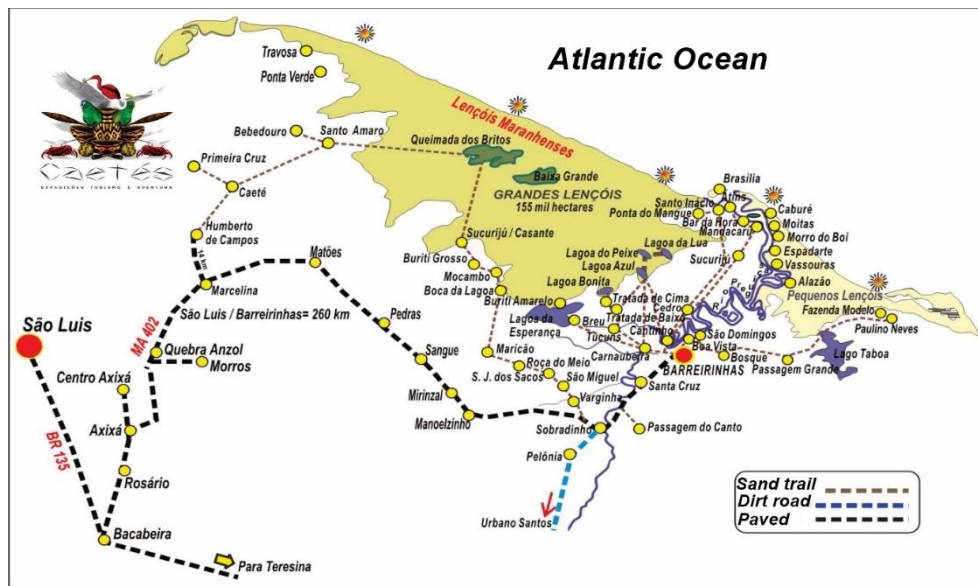 Atlantic Ocean
Travosa
Ponta Verde
Lençóis Maranhenses
Bebedouro
Santo Amaro
Queimada dos Britos
Caetés
EXPEDIÇÕES TURISMO E AVENTURA
Primeira Cruz
Caeté
Baixa Grande
GRANDES LENÇÓIS
155 mil hectares
Brasília
Atins
Santo Inácio
Ponta do Mangue
Bar da Hora
Mandacaru
Caburé
Moitas
Morro do Boi
Espadarte
Vassouras
Alazão
Humberto
de Campos
14 km
Matões
Sucurijú / Casante
Buriti Grosso
Mocambo
Boca da Lagoa
Lagoa do Peixe
Lagoa da Lua
Lagoa Azul
Lagoa Bonita
Sucurijú
Rio Preguiças
Pequenos Lençóis
Fazenda Modelo
Paulino Neves
Marcelina
São Luis / Barreirinhas= 260 km
Buriti Amarelo
Tratada de Cima
Cedro
Tratada de Baixo
Lagoa da
Esperança
Breu
Tucuns
Cantinho
Carnaubeira
São Domingos
Boa Vista
BARREIRINHAS
Bosque
Passagem Grande
Lago Taboa
São Luis
MA 402
Pedras
Quebra Anzol
Morros
Sangue
Maricão
Roça do Meio
S. J. dos Sacos
São Miguel
Santa Cruz
Centro Axixá
Mirinzal
Varginha
Manoelzinho
Sobradinho
Passagem do Canto
Axixá
BR 135
Pelônia
Rosário
Urbano Santos
Bacabeira
Para Teresina
Sand trail
Dirt road
Paved